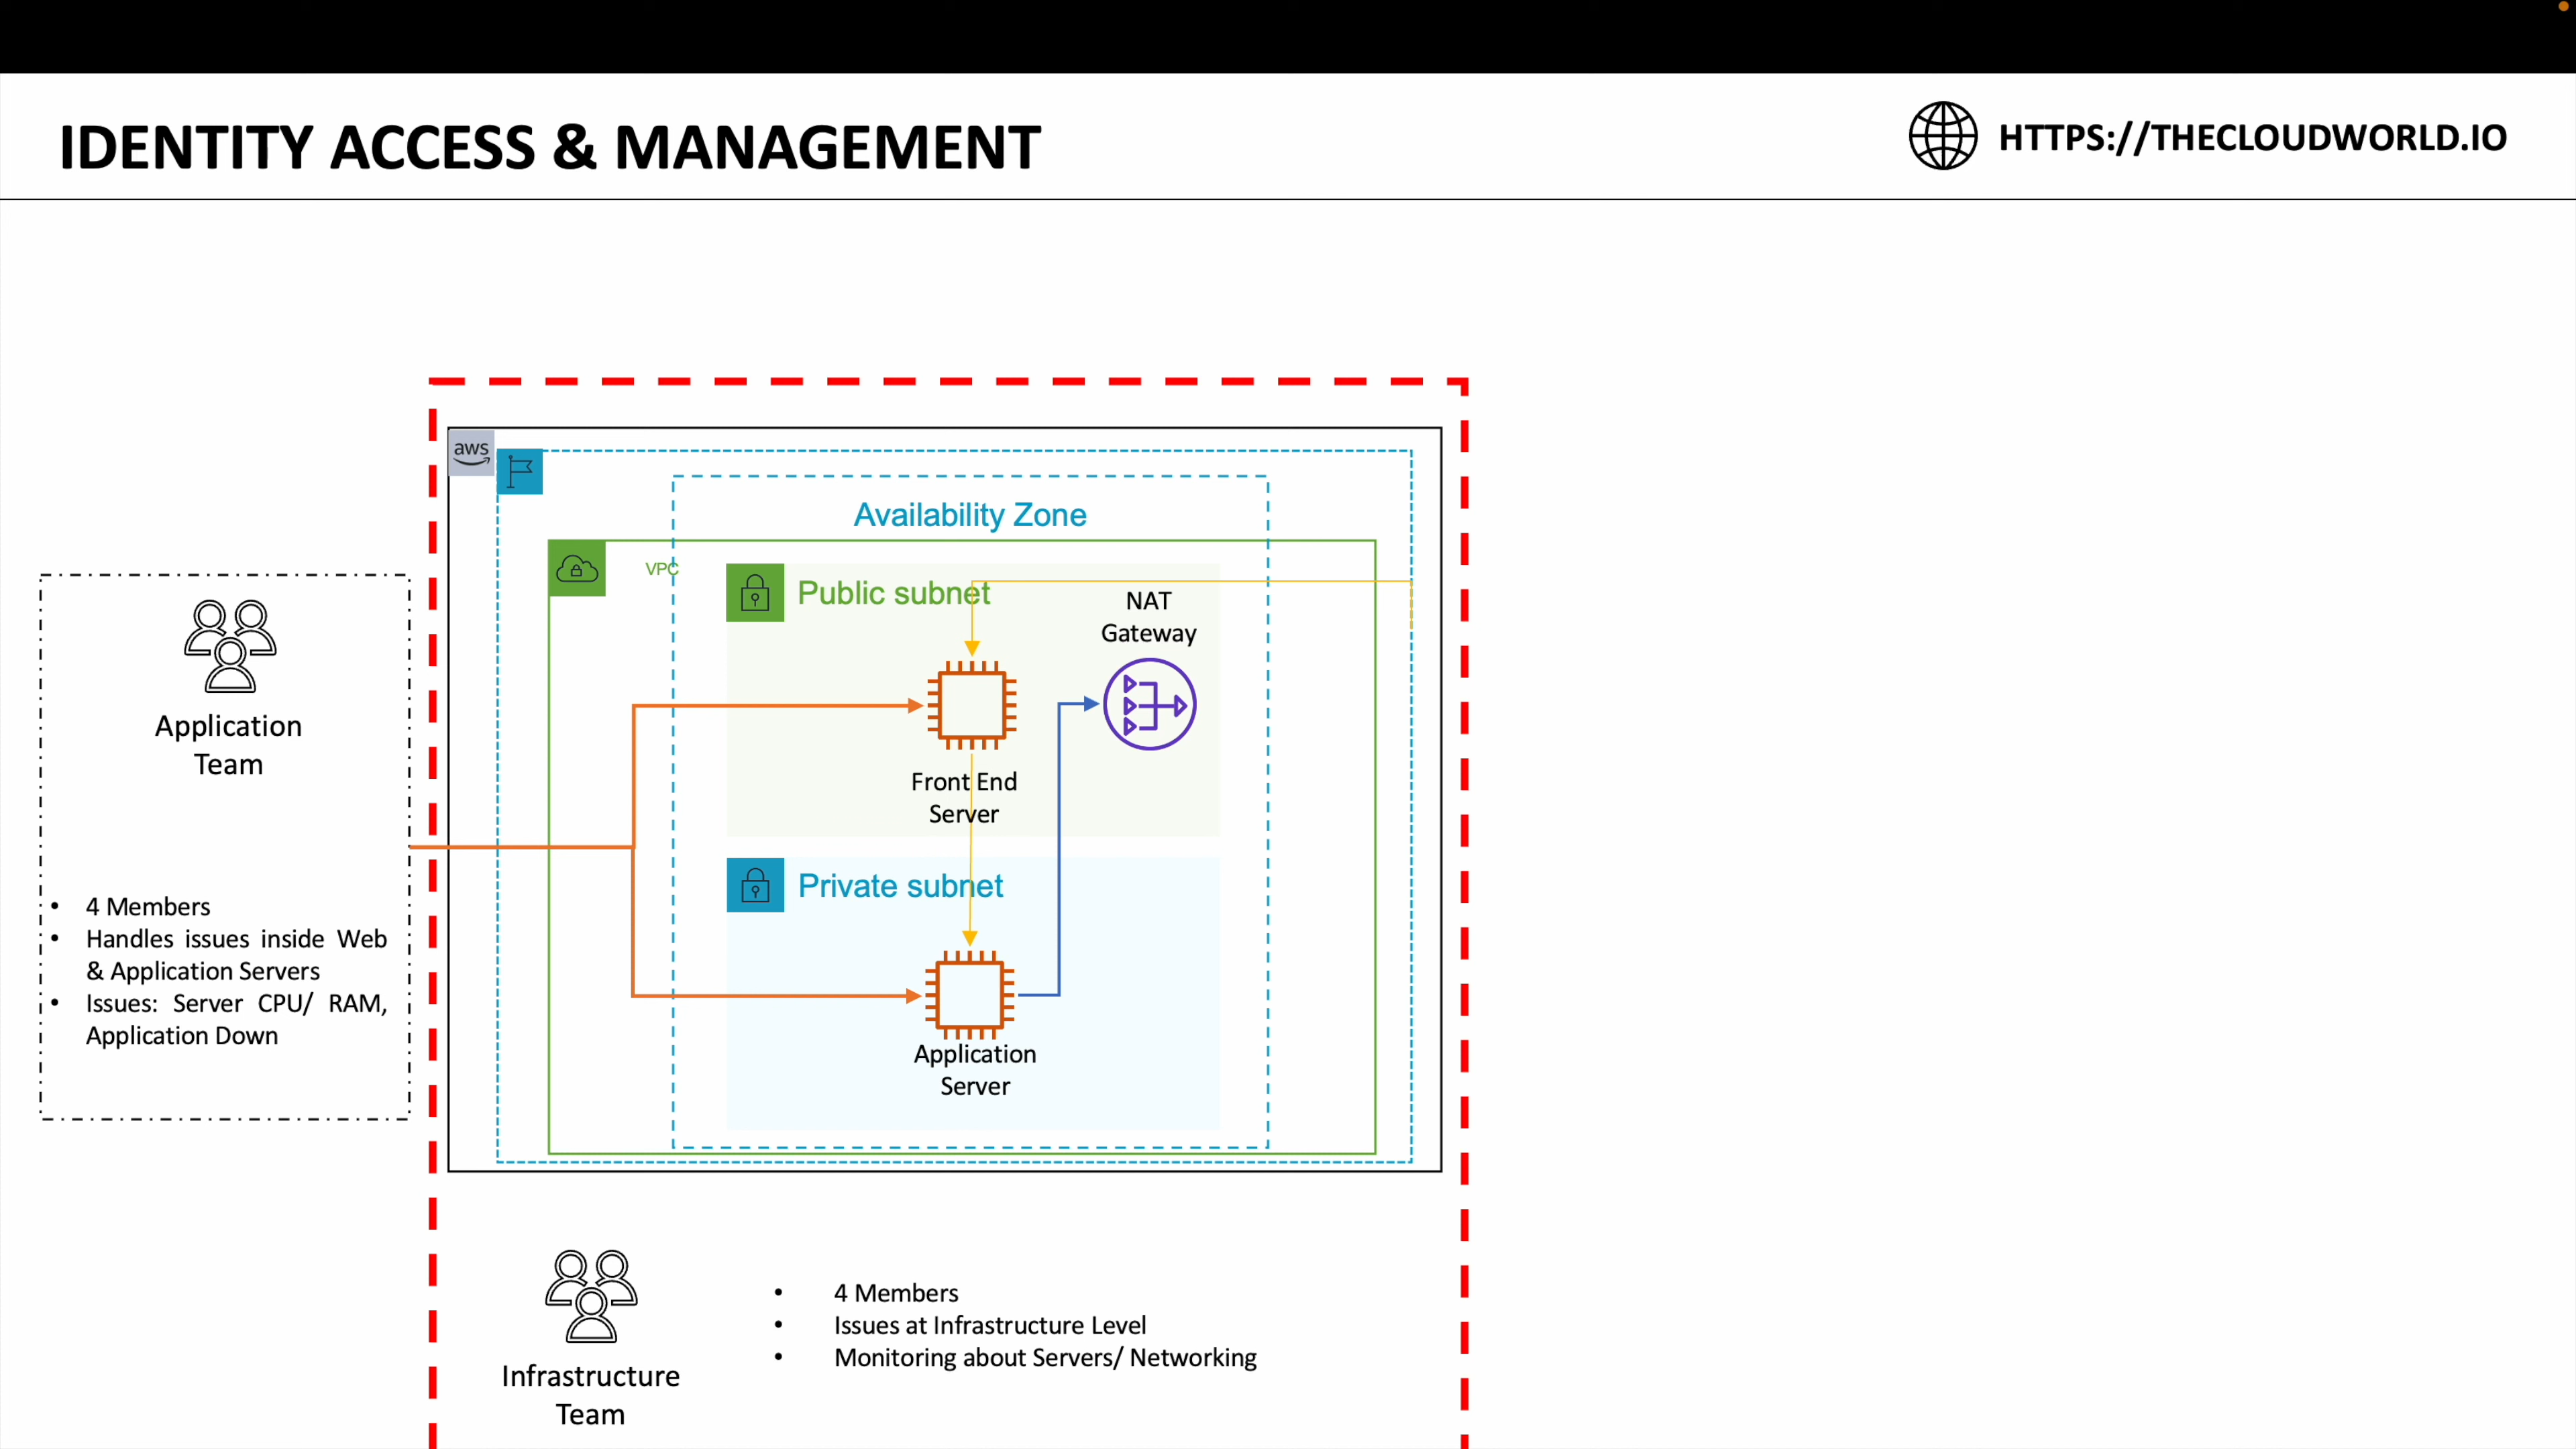 IDENTITY ACCESS & MANAGEMENT
HTTPS://THECLOUDWORLD.IO
aws
Availability Zone
VPC
Public subnet
NAT
Gateway
Front End
Server
Private subnet
Application
Server
Application
Team
• 4 Members
• Handles issues inside Web
& Application Servers
• Issues: Server CPU/ RAM,
Application Down
Infrastructure
Team
• 4 Members
• Issues at Infrastructure Level
• Monitoring about Servers/ Networking